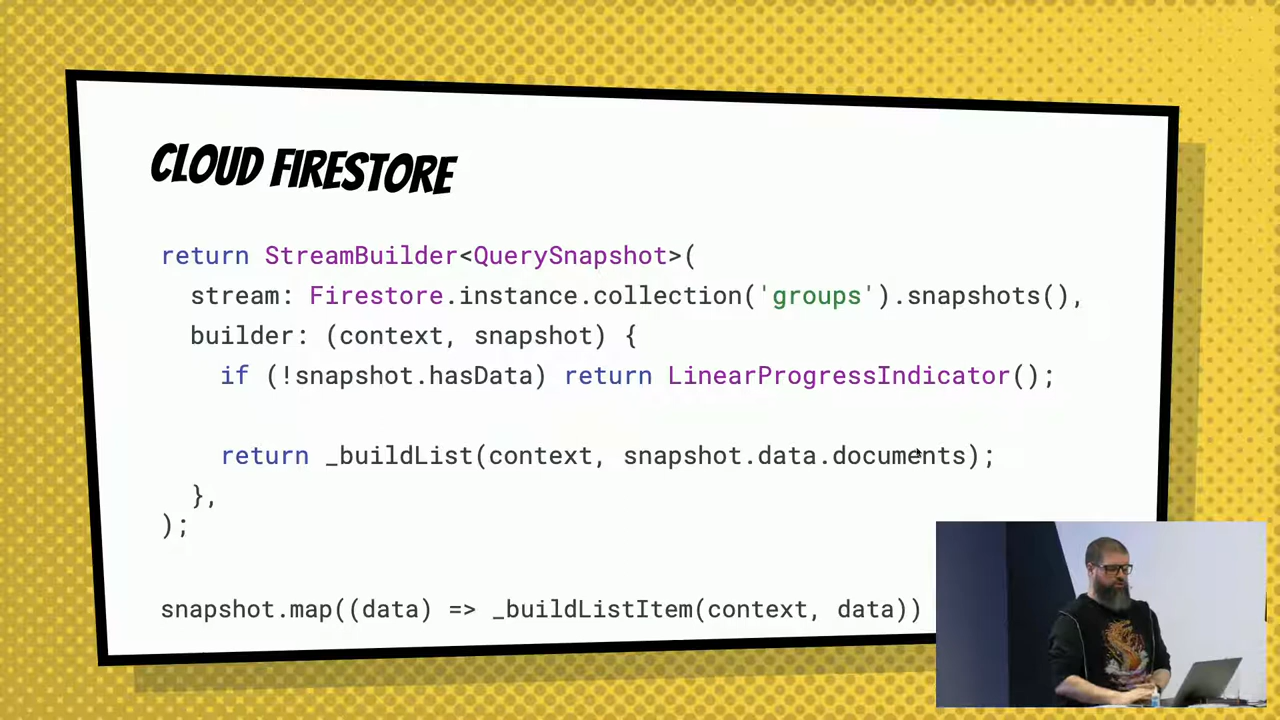 CLOUD FIRESTORE
return StreamBuilder<QuerySnapshot>(
stream: Firestore.instance.collection('groups').snapshots(),
builder: (context, snapshot) {
if (!snapshot.hasData) return LinearProgressIndicator();
return _buildList(context, snapshot.data.documents);
},
);
snapshot.map((data) => _buildListItem(context, data))